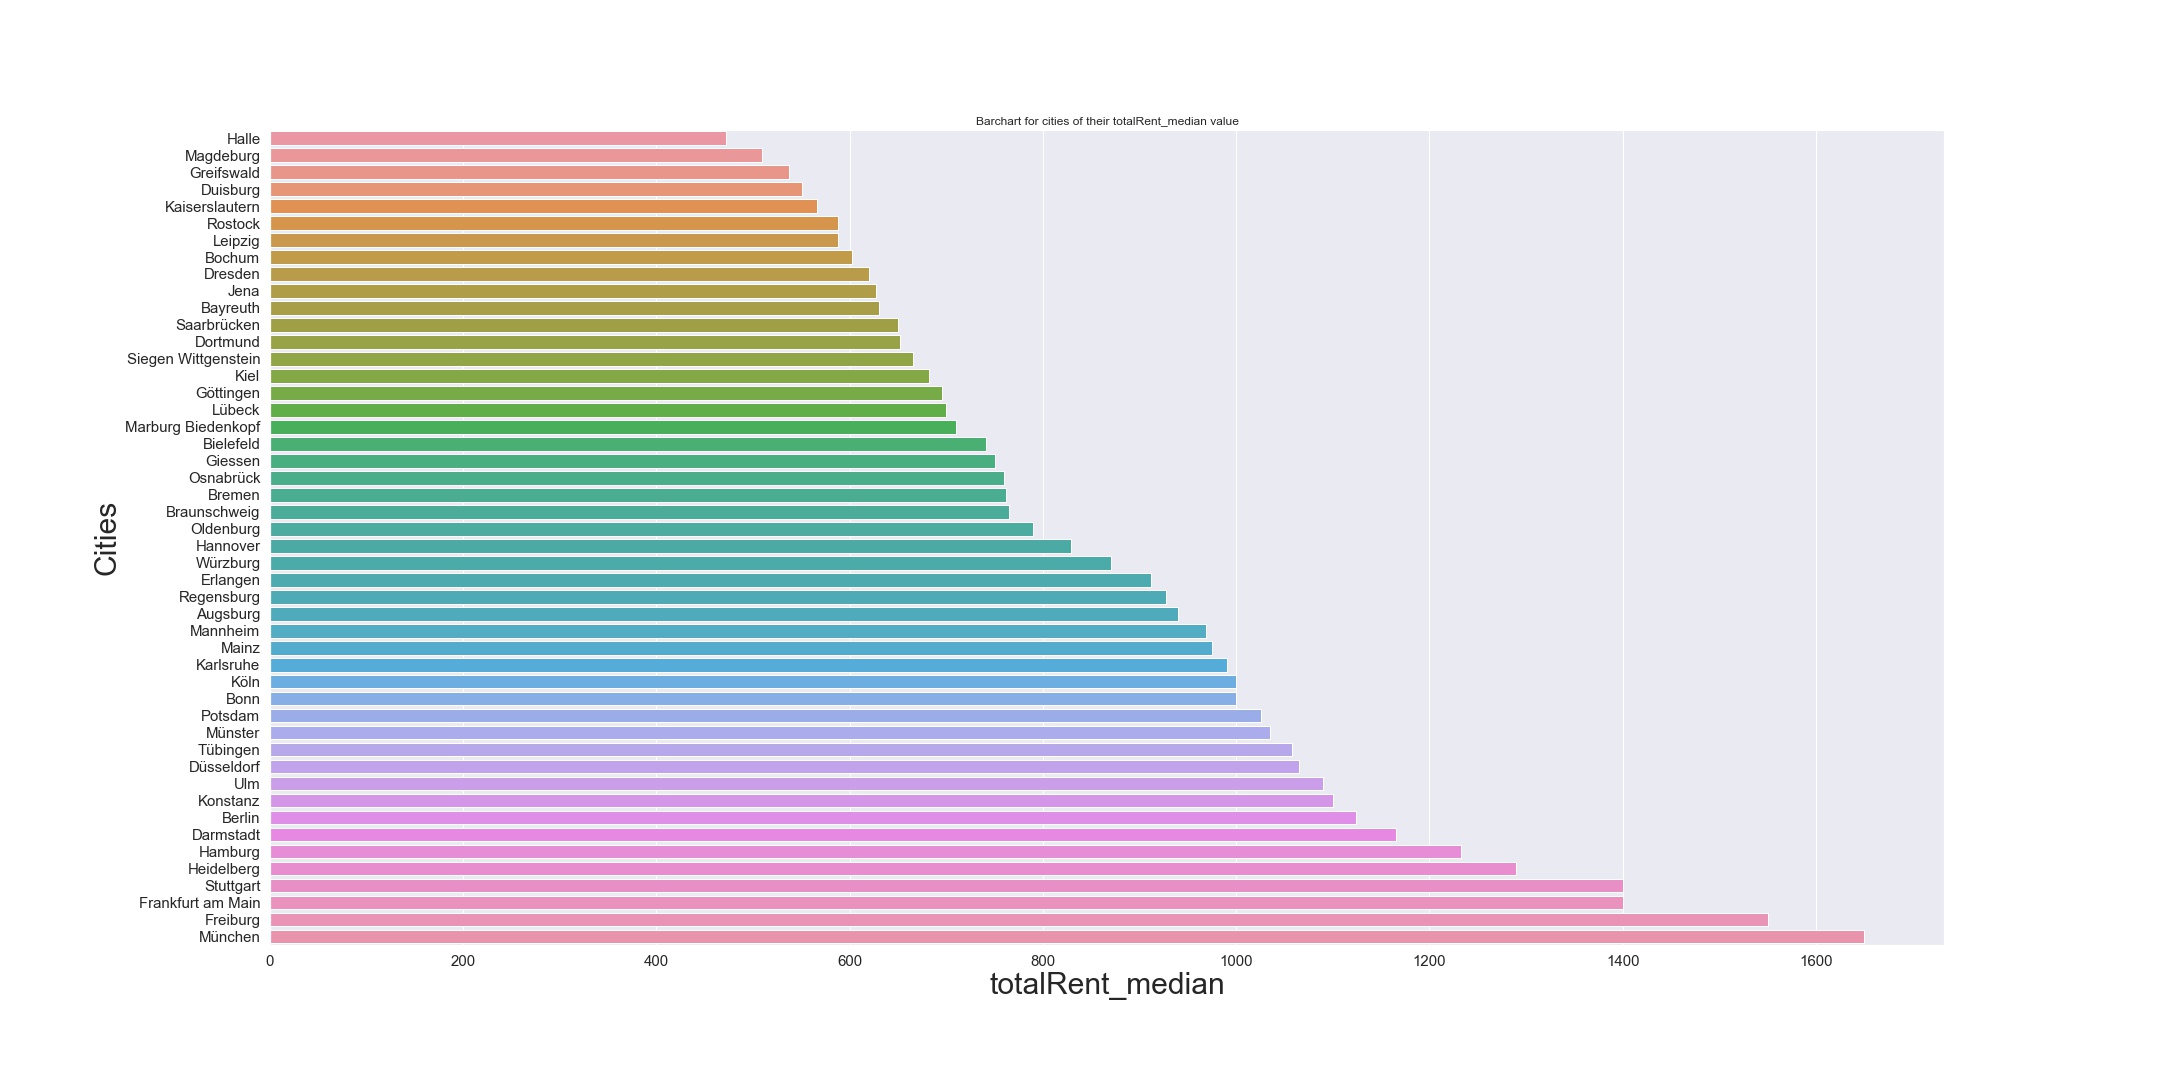 Barchart for cities of their totalRent_median value
Cities
Halle
Magdeburg
Greifswald
Duisburg
Kaiserslautern
Rostock
Leipzig
Bochum
Dresden
Jena
Bayreuth
Saarbrücken
Dortmund
Siegen Wittgenstein
Kiel
Göttingen
Lübeck
Marburg Biedenkopf
Bielefeld
Giessen
Osnabrück
Bremen
Braunschweig
Oldenburg
Hannover
Würzburg
Erlangen
Regensburg
Augsburg
Mannheim
Mainz
Karlsruhe
Köln
Bonn
Potsdam
Münster
Tübingen
Düsseldorf
Ulm
Konstanz
Berlin
Darmstadt
Hamburg
Heidelberg
Stuttgart
Frankfurt am Main
Freiburg
München
0 200 400 600 800 1000 1200 1400 1600
totalRent_median